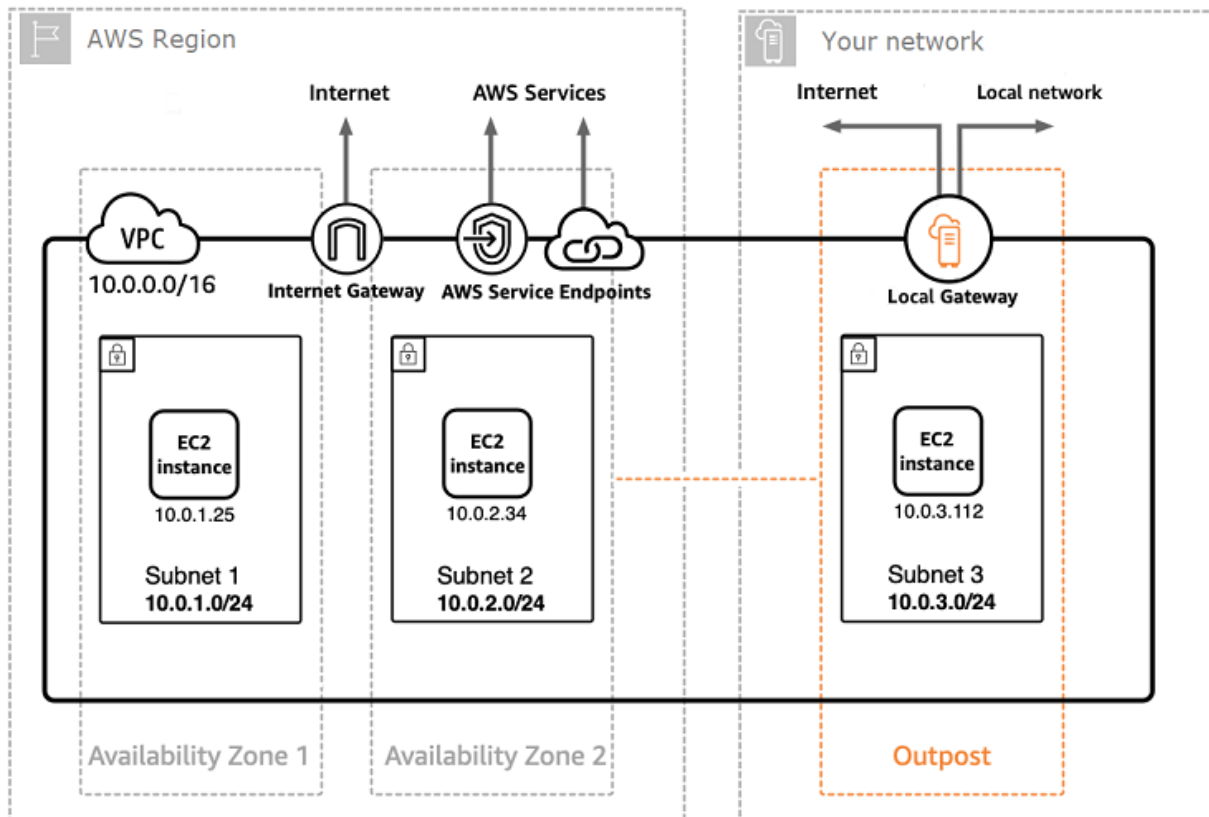 AWS Region
Your network
Internet
AWS Services
Internet
Local network
VPC
10.0.0.0/16
Internet Gateway
AWS Service Endpoints
Local Gateway
EC2
instance
10.0.1.25
Subnet 1
10.0.1.0/24
EC2
instance
10.0.2.34
Subnet 2
10.0.2.0/24
EC2
instance
10.0.3.112
Subnet 3
10.0.3.0/24
Availability Zone 1
Availability Zone 2
Outpost